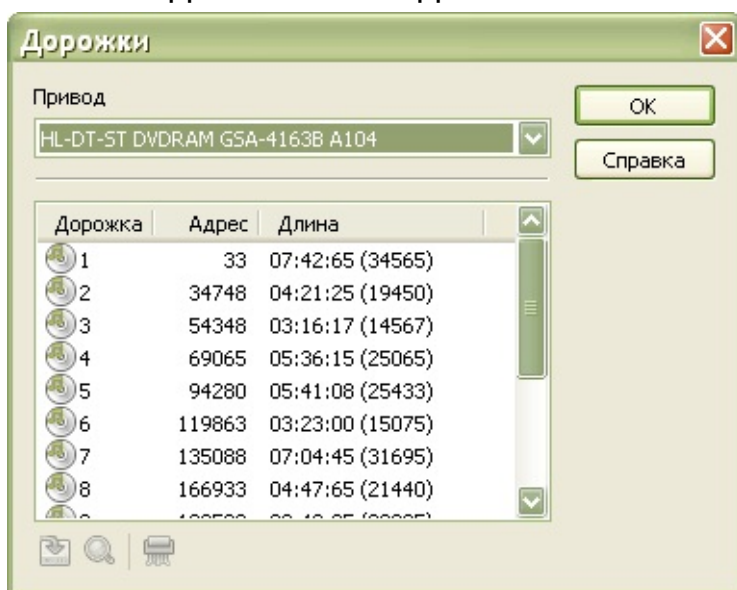 Дорожки
Привод
HL-DT-ST DVDRAM GSA-4163B A104
OK
Справка
Дорожка Адрес Длина
1 33 07:42:65 (34565)
2 34748 04:21:25 (19450)
3 54348 03:16:17 (14567)
4 69065 05:36:15 (25065)
5 94280 05:41:08 (25433)
6 119863 03:23:00 (15075)
7 135088 07:04:45 (31695)
8 166933 04:47:65 (21440)